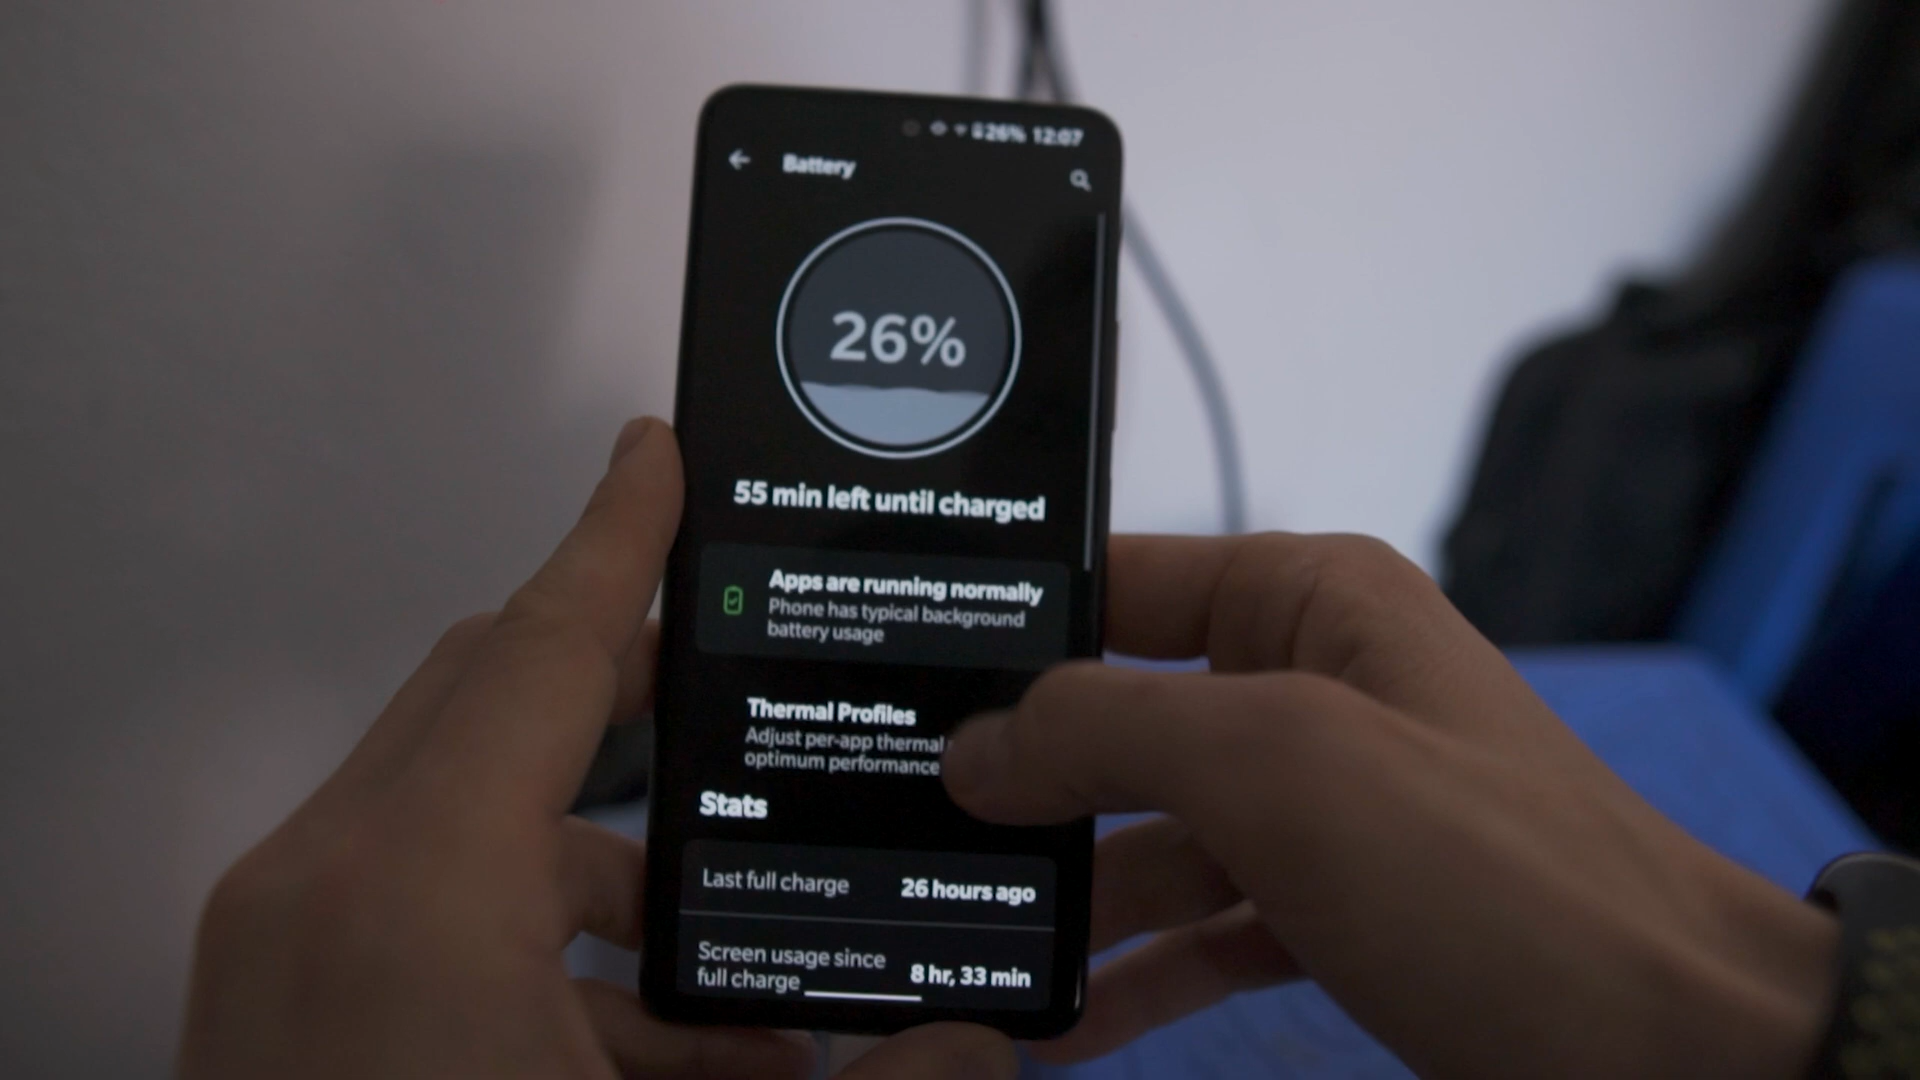 26% 12:07
Battery
26%
55 min left until charged
Apps are running normally
Phone has typical background
battery usage
Thermal Profiles
Adjust per-app thermal
optimum performance
Stats
Last full charge 26 hours ago
Screen usage since
full charge 8 hr, 33 min